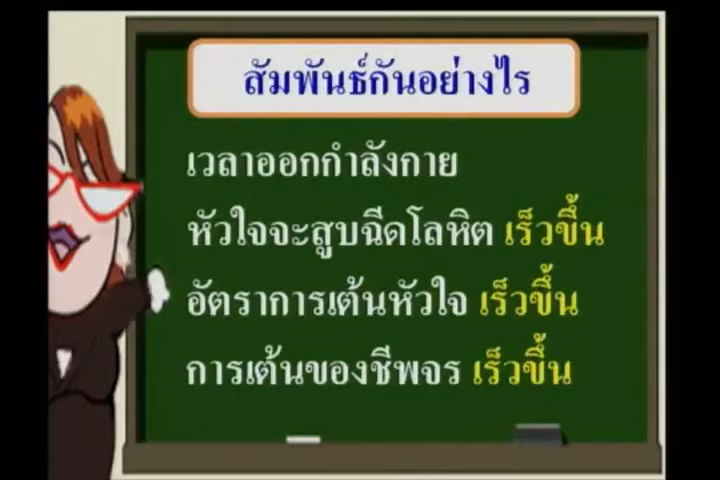 สัมพันธ์กันอย่างไร
เวลาออกกำลังกาย
หัวใจจะสูบฉีดโลหิต เร็วขึ้น
อัตราการเต้นหัวใจ เร็วขึ้น
การเต้นของชีพจร เร็วขึ้น